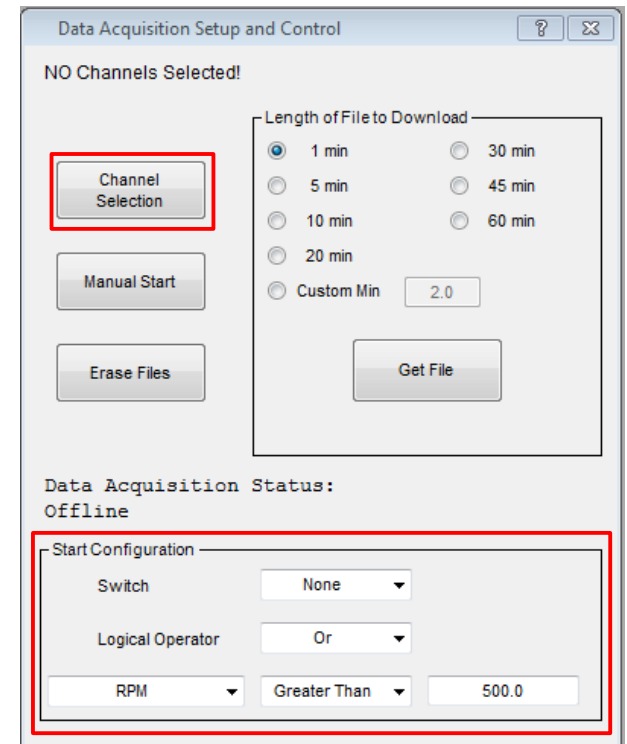 Data Acquisition Setup and Control
NO Channels Selected!
Length of File to Download
1 min
30 min
Channel
Selection
5 min
45 min
10 min
60 min
20 min
Manual Start
Custom Min
2.0
Erase Files
Get File
Data Acquisition Status:
Offline
Start Configuration
Switch
None
Logical Operator
Or
RPM
Greater Than
500.0